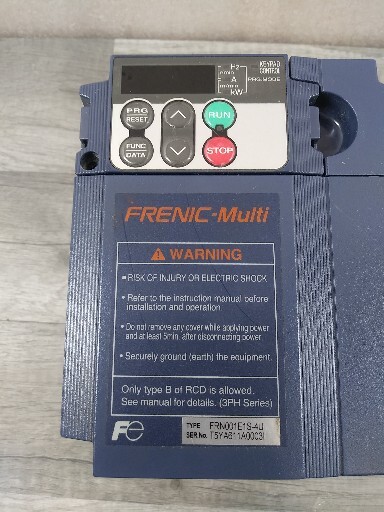 Hz
r/min
A
m/min
kW
KEYPAD
CONTROL
PRG.MODE
PRG
RESET
RUN
FUNC
DATA
STOP
FRENIC-Multi
WARNING
RISK OF INJURY OR ELECTRIC SHOCK
• Refer to the instruction manual before
installation and operation.
• Do not remove any cover while applying power
and at least 5min. after disconnecting power.
• Securely ground (earth) the equipment.
Only type B of RCD is allowed.
See manual for details. (3PH Series)
Fe
TYPE FRN001E1S-4U
SER No. T5YA611A0003I